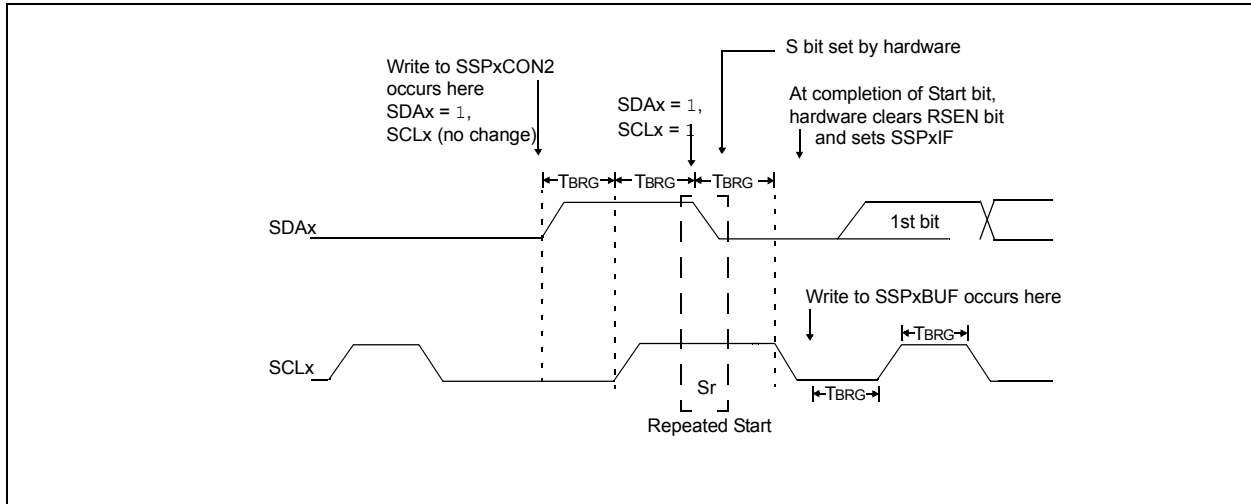 S bit set by hardware
Write to SSPxCON2
occurs here
SDAx = 1,
SCLx (no change)
SDAx = 1,
SCLx = 1
At completion of Start bit,
hardware clears RSEN bit
and sets SSPxIF
TBRG TBRG TBRG
SDAx
1st bit
Write to SSPxBUF occurs here
TBRG
SCLx
Sr
TBRG
Repeated Start